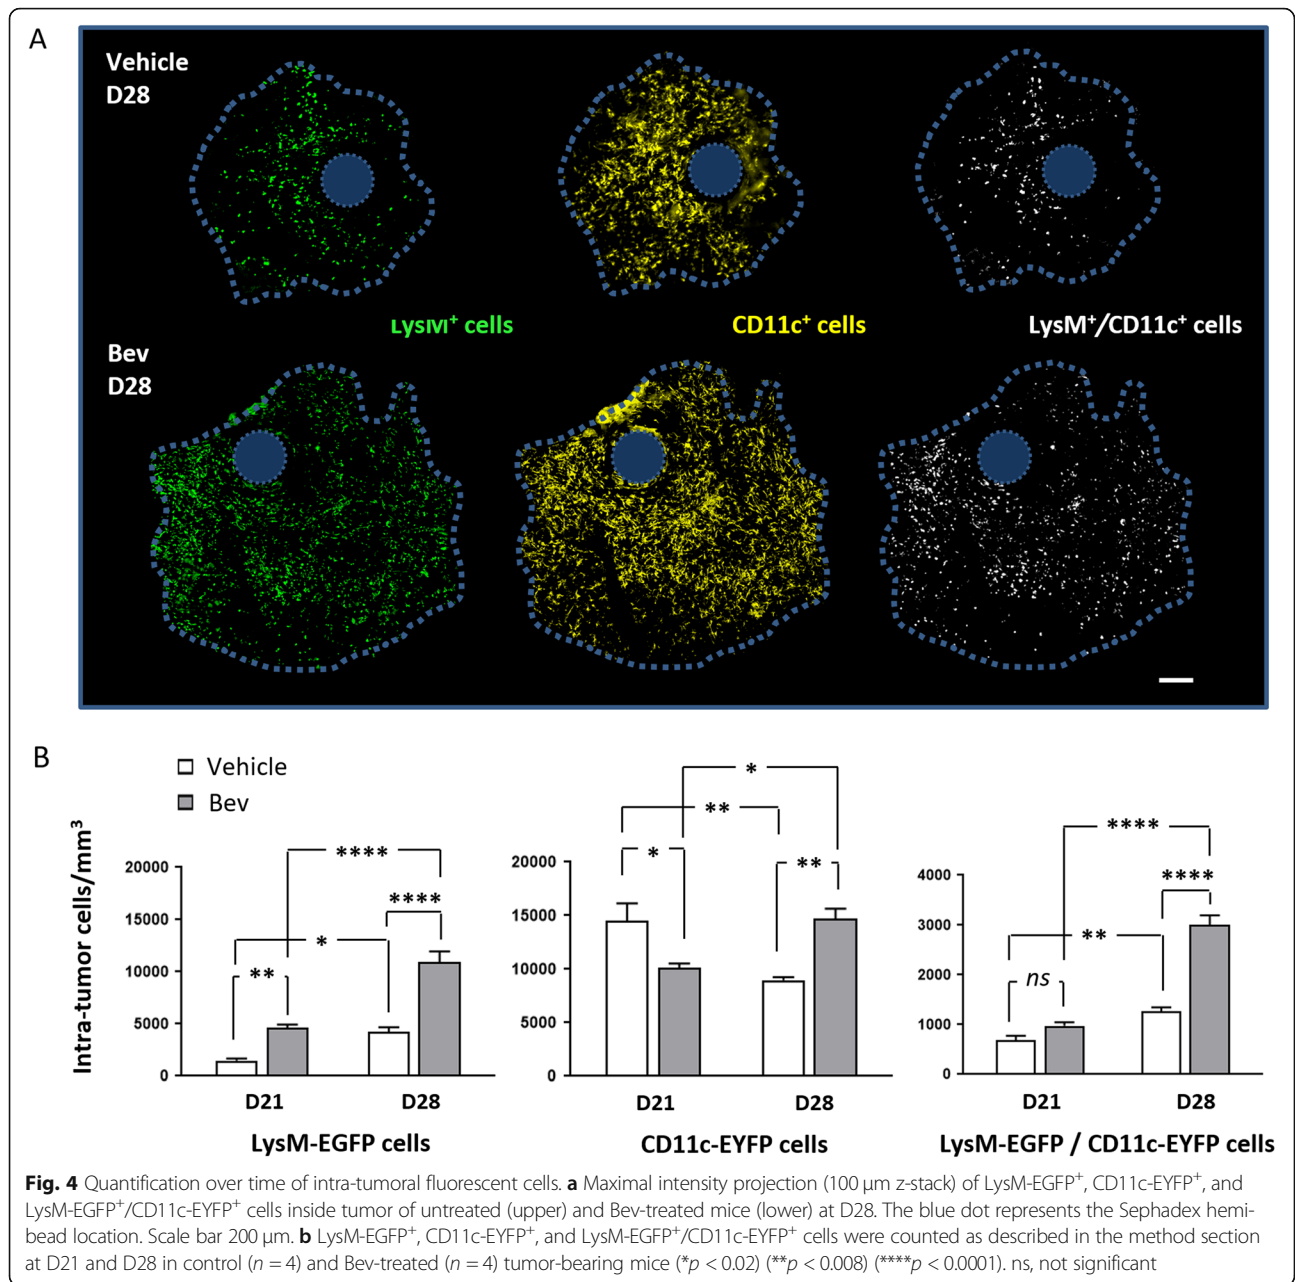 A
Vehicle
D28
LysM⁺ cells
CD11c⁺ cells
LysM⁺/CD11c⁺ cells
Bev
D28
B
Vehicle
Bev
Intra-tumor cells/mm³
20000
15000
10000
5000
0
**
*
****
****
D21
D28
LysM-EGFP cells
20000
15000
10000
5000
0
*
**
*
**
D21
D28
CD11c-EYFP cells
4000
3000
2000
1000
0
ns
**
****
****
D21
D28
LysM-EGFP / CD11c-EYFP cells
Fig. 4 Quantification over time of intra-tumoral fluorescent cells. a Maximal intensity projection (100 μm z-stack) of LysM-EGFP⁺, CD11c-EYFP⁺, and
LysM-EGFP⁺/CD11c-EYFP⁺ cells inside tumor of untreated (upper) and Bev-treated mice (lower) at D28. The blue dot represents the Sephadex hemi-
bead location. Scale bar 200 μm. b LysM-EGFP⁺, CD11c-EYFP⁺, and LysM-EGFP⁺/CD11c-EYFP⁺ cells were counted as described in the method section
at D21 and D28 in control (n = 4) and Bev-treated (n = 4) tumor-bearing mice (*p < 0.02) (**p < 0.008) (****p < 0.0001). ns, not significant